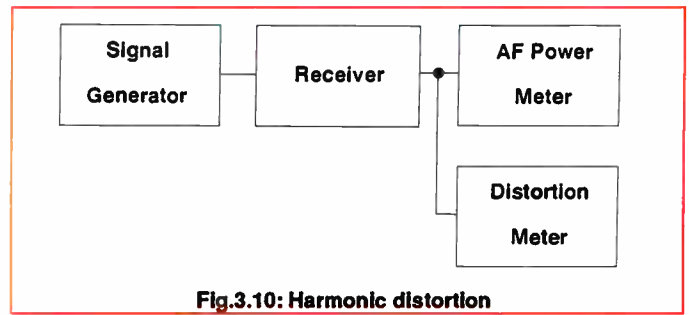 Signal
Generator
Receiver
AF Power
Meter
Distortion
Meter
Fig.3.10: Harmonic distortion